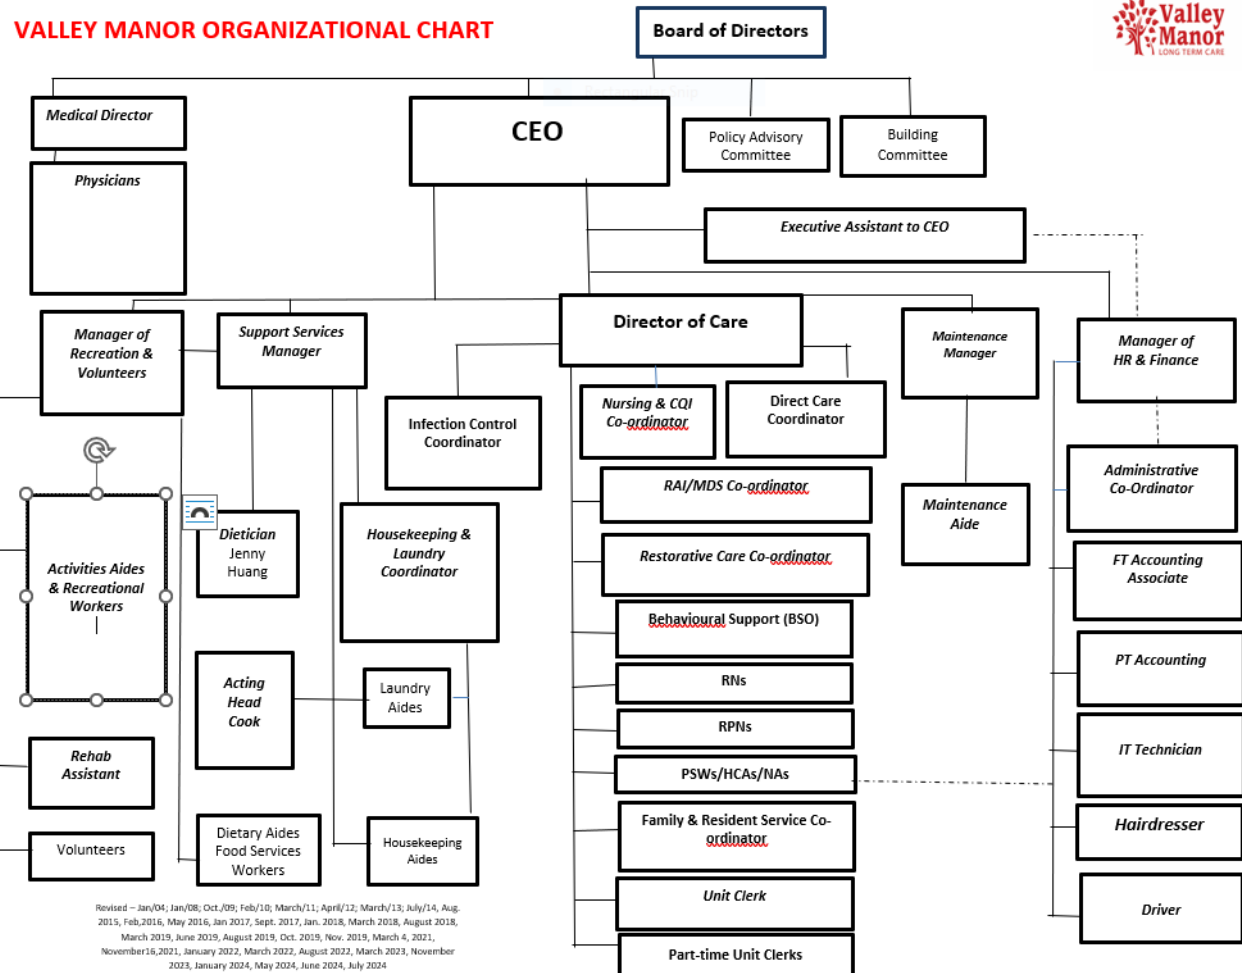 VALLEY MANOR ORGANIZATIONAL CHART
Board of Directors
Valley
Manor
LONG TERM CARE
Rectangular Snip
Medical Director
CEO
Policy Advisory
Committee
Building
Committee
Physicians
Executive Assistant to CEO
Manager of
Recreation &
Volunteers
Support Services
Manager
Director of Care
Maintenance
Manager
Manager of
HR & Finance
Infection Control
Coordinator
Nursing & CQI
Co-ordinator
Direct Care
Coordinator
RAI/MDS Co-ordinator
Administrative
Co-Ordinator
Maintenance
Aide
Dietician
Jenny
Huang
Housekeeping &
Laundry
Coordinator
Restorative Care Co-ordinator
FT Accounting
Associate
Activities Aides
& Recreational
Workers
Behavioural Support (BSO)
PT Accounting
Acting
Head
Cook
Laundry
Aides
RNs
RPNs
IT Technician
Rehab
Assistant
PSWs/HCAs/NAs
Family & Resident Service Co-
ordinator
Hairdresser
Volunteers
Dietary Aides
Food Services
Workers
Housekeeping
Aides
Unit Clerk
Driver
Part-time Unit Clerks
Revised – Jan/04; Jan/08; Oct./09; Feb/10; March/11; April/12; March/13; July/14, Aug.
2015, Feb,2016, May 2016, Jan 2017, Sept. 2017, Jan. 2018, March 2018, August 2018,
March 2019, June 2019, August 2019, Oct. 2019, Nov. 2019, March 4, 2021,
November16,2021, January 2022, March 2022, August 2022, March 2023, November
2023, January 2024, May 2024, June 2024, July 2024